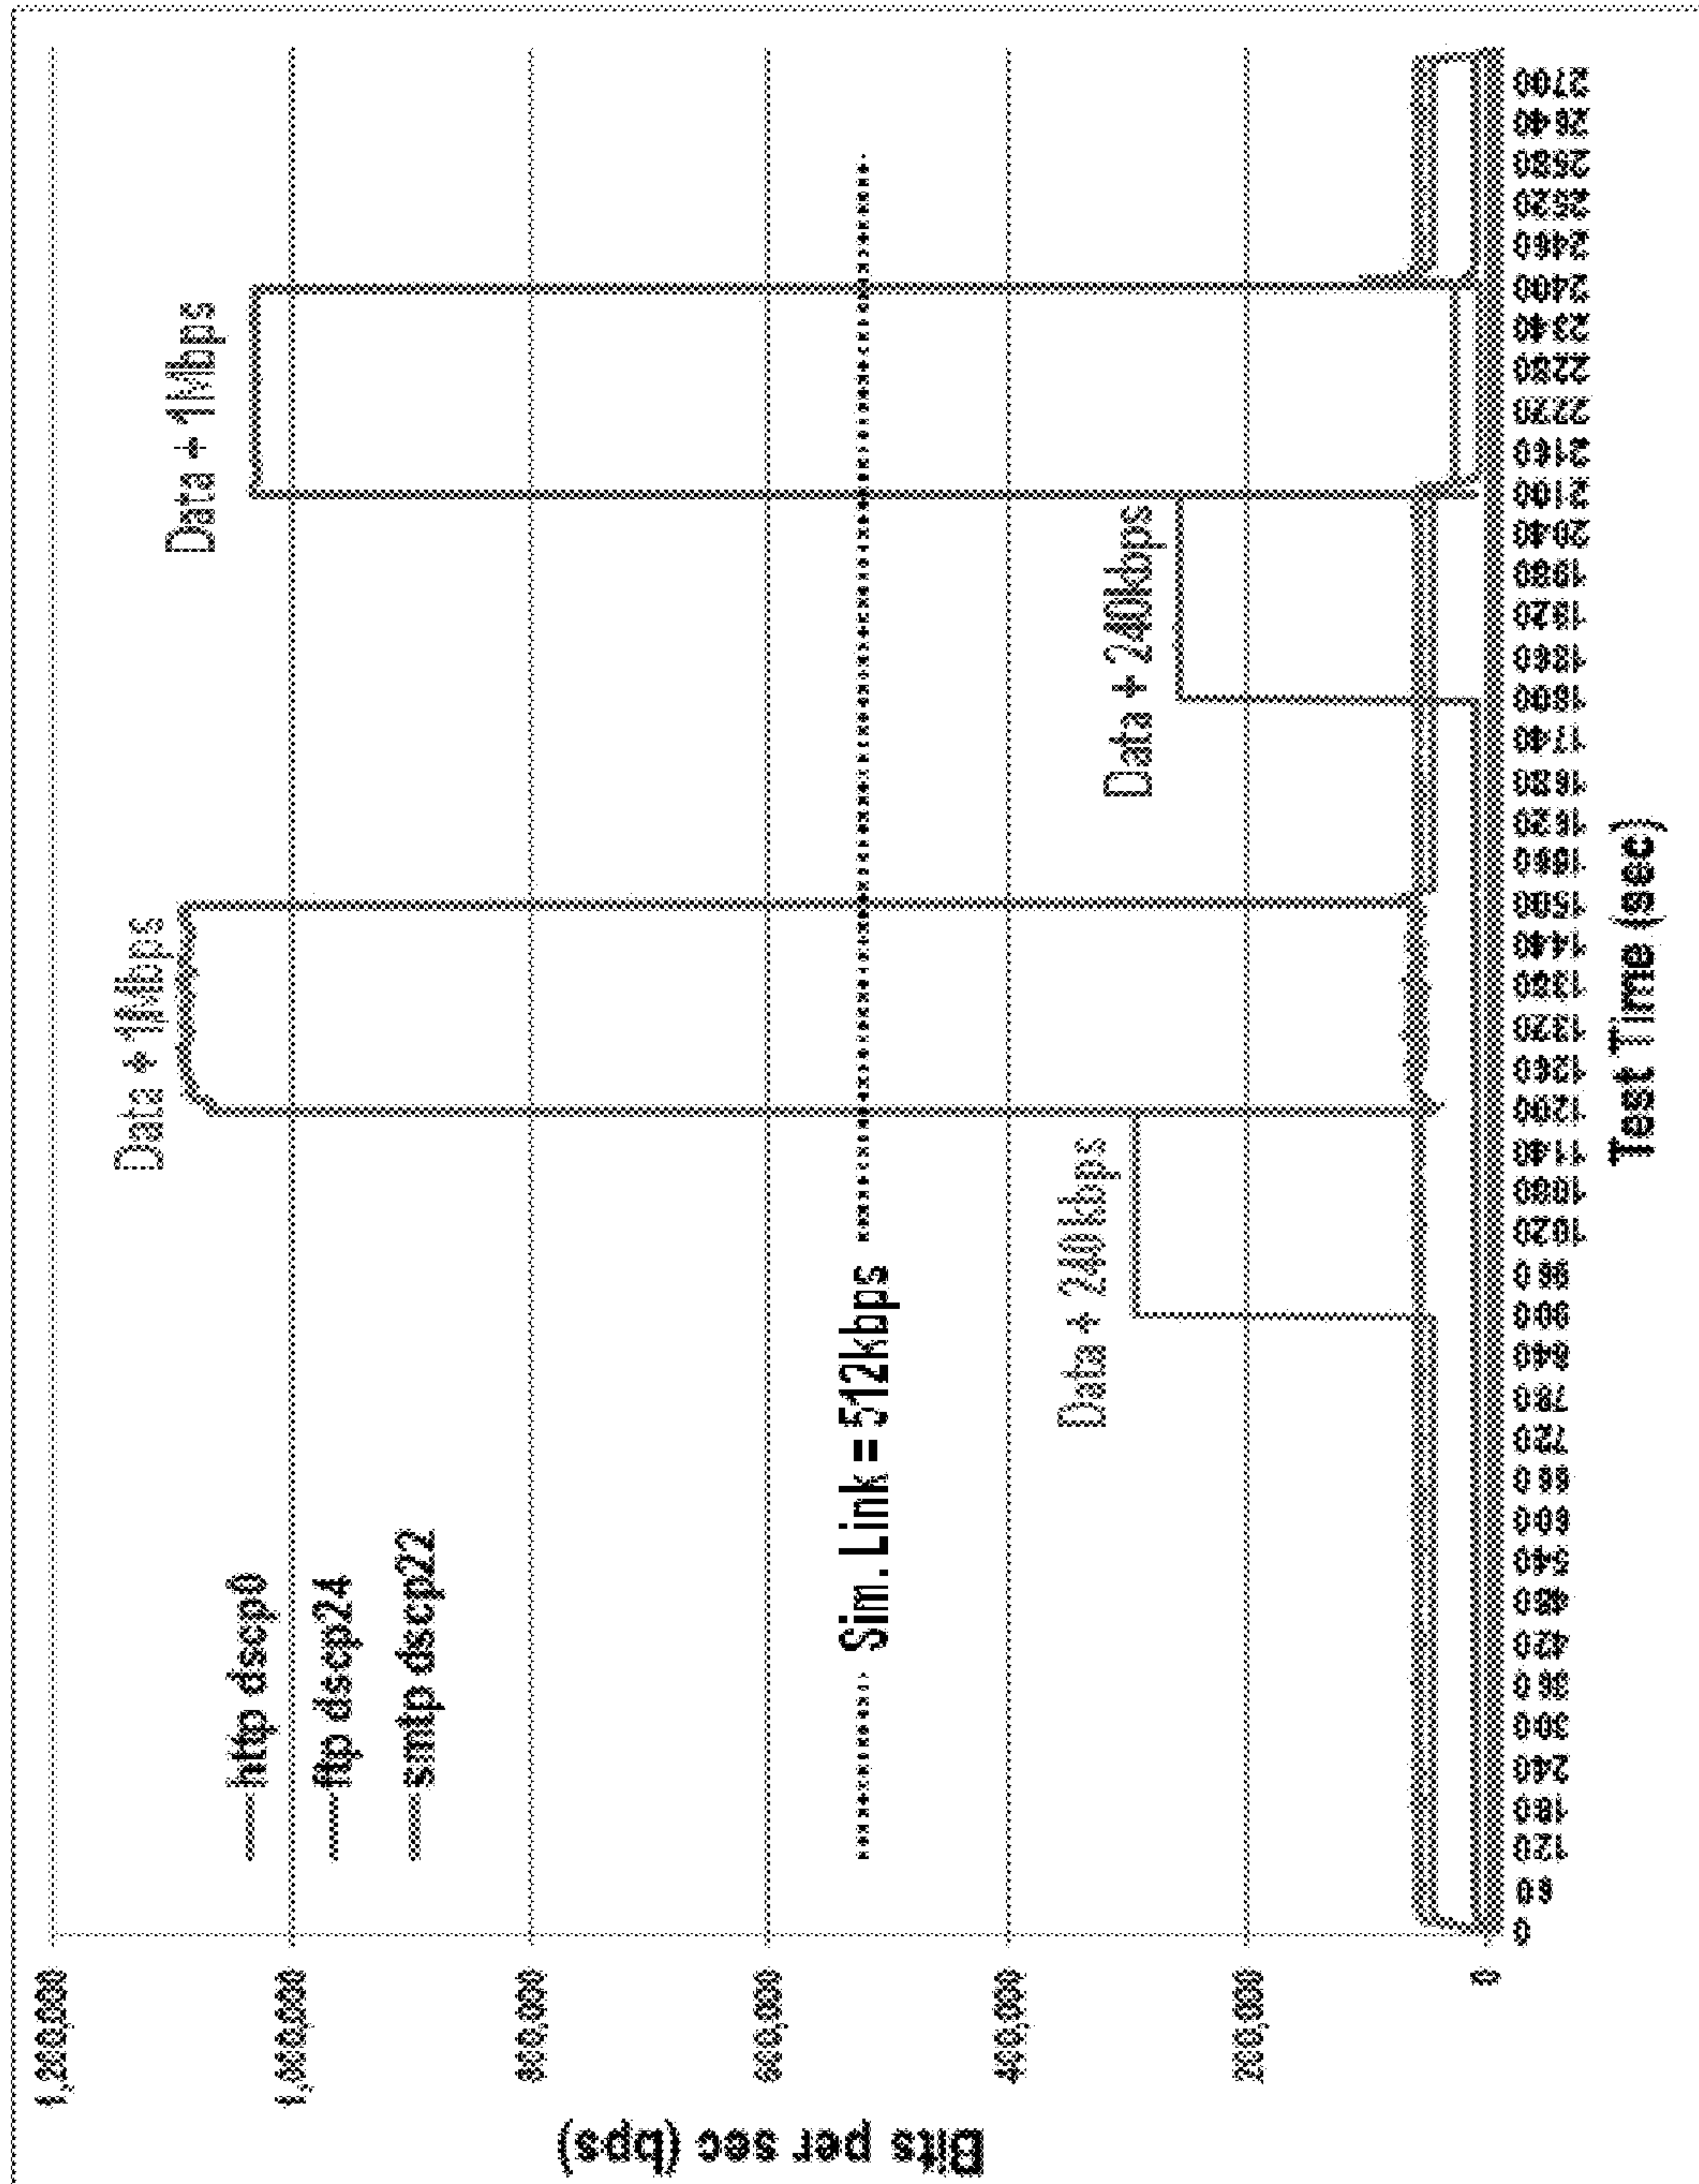 Bits per sec (bps)
1,200,000
1,000,000
800,000
600,000
400,000
200,000
0
http dscp0
ftp dscp24
smtp dscp22
Sim. Link = 512kbps
Data + 240kbps
Data + 1Mbps
Data + 240kbps
Data + 1Mbps
0 60 120 180 240 300 360 420 480 540 600 660 720 780 840 900 960 1020 1080 1140 1200 1260 1320 1380 1440 1500 1560 1620 1680 1740 1800 1860 1920 1980 2040 2100 2160 2220 2280 2340 2400 2460 2520 2580 2640 2700
Test Time (sec)